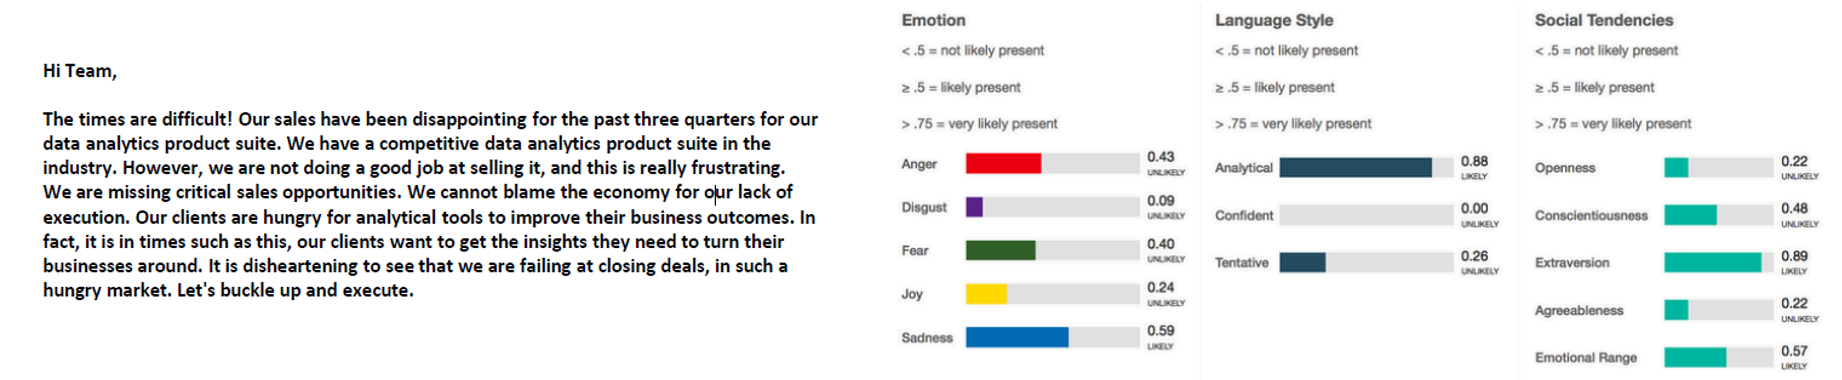 Hi Team,
The times are difficult! Our sales have been disappointing for the past three quarters for our
data analytics product suite. We have a competitive data analytics product suite in the
industry. However, we are not doing a good job at selling it, and this is really frustrating.
We are missing critical sales opportunities. We cannot blame the economy for our lack of
execution. Our clients are hungry for analytical tools to improve their business outcomes. In
fact, it is in times such as this, our clients want to get the insights they need to turn their
businesses around. It is disheartening to see that we are failing at closing deals, in such a
hungry market. Let's buckle up and execute.
Emotion
< .5 = not likely present
≥ .5 = likely present
> .75 = very likely present
Anger 0.43
UNLIKELY
Disgust 0.09
UNLIKELY
Fear 0.40
UNLIKELY
Joy 0.24
UNLIKELY
Sadness 0.59
LIKELY
Language Style
< .5 = not likely present
≥ .5 = likely present
> .75 = very likely present
Analytical 0.88
LIKELY
Confident 0.00
UNLIKELY
Tentative 0.26
UNLIKELY
Social Tendencies
< .5 = not likely present
≥ .5 = likely present
> .75 = very likely present
Openness 0.22
UNLIKELY
Conscientiousness 0.48
UNLIKELY
Extraversion 0.89
LIKELY
Agreeableness 0.22
UNLIKELY
Emotional Range 0.57
LIKELY